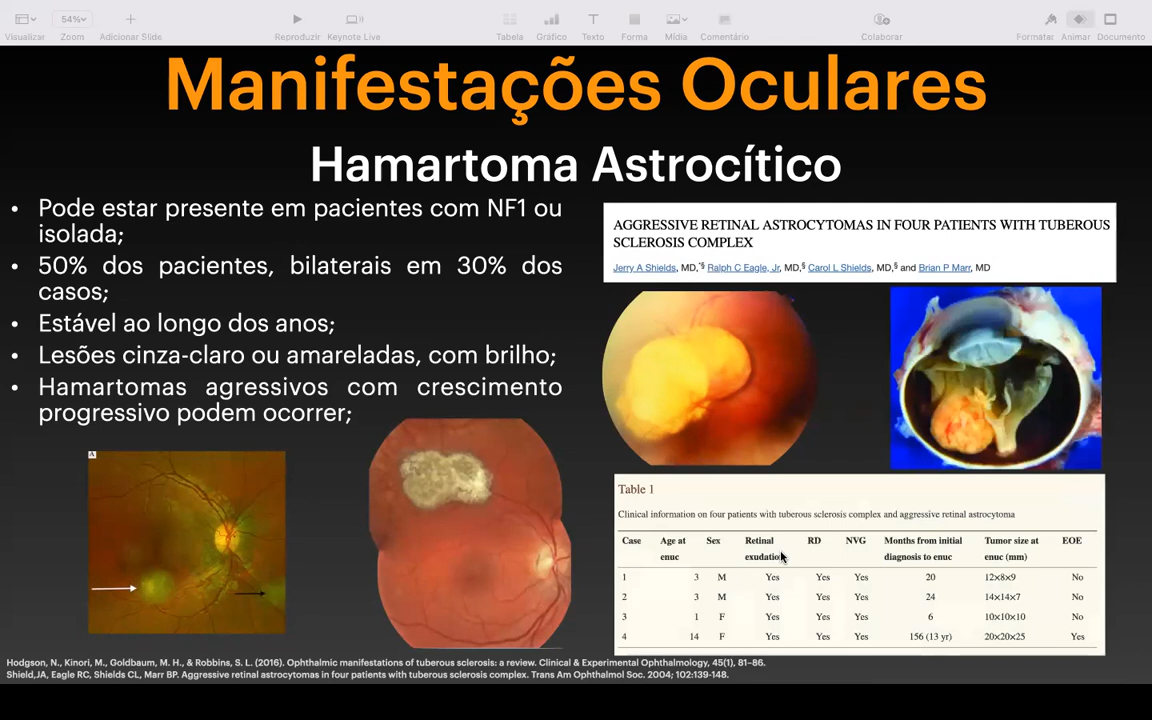 54%
Visualizar
Zoom
Adicionar Slide
Reproduzir
Keynote Live
Tabela
Gráfico
Texto
Forma
Mídia
Comentário
Colaborar
Formatar
Animar
Documento
Manifestações Oculares
Hamartoma Astrocítico
• Pode estar presente em pacientes com NF1 ou
isolada;
• 50% dos pacientes, bilaterais em 30% dos
casos;
• Estável ao longo dos anos;
• Lesões cinza-claro ou amareladas, com brilho;
• Hamartomas agressivos com crescimento
progressivo podem ocorrer;
AGGRESSIVE RETINAL ASTROCYTOMAS IN FOUR PATIENTS WITH TUBEROUS
SCLEROSIS COMPLEX
Jerry A Shields, MD,*§ Ralph C Eagle, Jr, MD,§ Carol L Shields, MD,§ and Brian P Marr, MD
A
Table 1
Clinical information on four patients with tuberous sclerosis complex and aggressive retinal astrocytoma
Case Age at Sex Retinal RD NVG Months from initial Tumor size at EOE
enuc exudation diagnosis to enuc enuc (mm)
1 3 M Yes Yes Yes 20 12×8×9 No
2 3 M Yes Yes Yes 24 14×14×7 No
3 1 F Yes Yes Yes 6 10×10×10 No
4 14 F Yes Yes Yes 156 (13 yr) 20×20×25 Yes
Hodgson, N., Kinori, M., Goldbaum, M. H., & Robbins, S. L. (2016). Ophthalmic manifestations of tuberous sclerosis: a review. Clinical & Experimental Ophthalmology, 45(1), 81–86.
Shield,JA, Eagle RC, Shields CL, Marr BP. Aggressive retinal astrocytomas in four patients with tuberous sclerosis complex. Trans Am Ophthalmol Soc. 2004; 102:139-148.